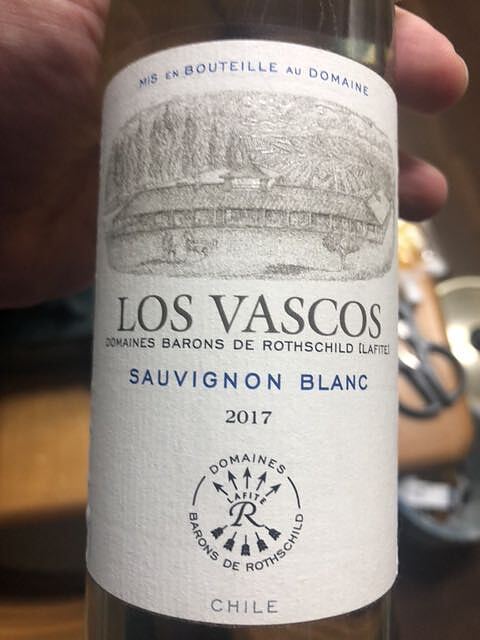 MIS EN BOUTEILLE AU DOMAINE
LOS VASCOS
DOMAINES BARONS DE ROTHSCHILD [LAFITE]
SAUVIGNON BLANC
2017
DOMAINES
LAFITE
R
BARONS DE ROTHSCHILD
CHILE